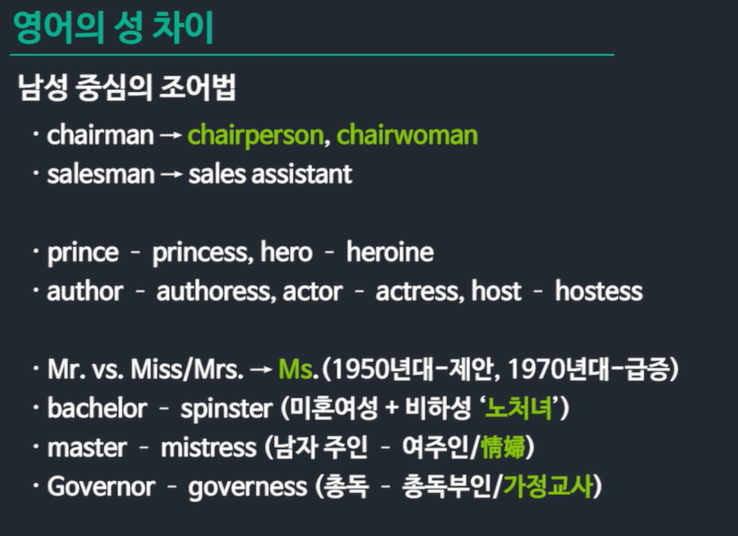 영어의 성 차이
남성 중심의 조어법
· chairman → chairperson, chairwoman
· salesman → sales assistant
· prince - princess, hero - heroine
· author - authoress, actor - actress, host - hostess
· Mr. vs. Miss/Mrs. → Ms.(1950년대-제안, 1970년대-급증)
· bachelor - spinster (미혼여성 + 비하성 ‘노처녀’)
· master - mistress (남자 주인 - 여주인/情婦)
· Governor - governess (총독 - 총독부인/가정교사)